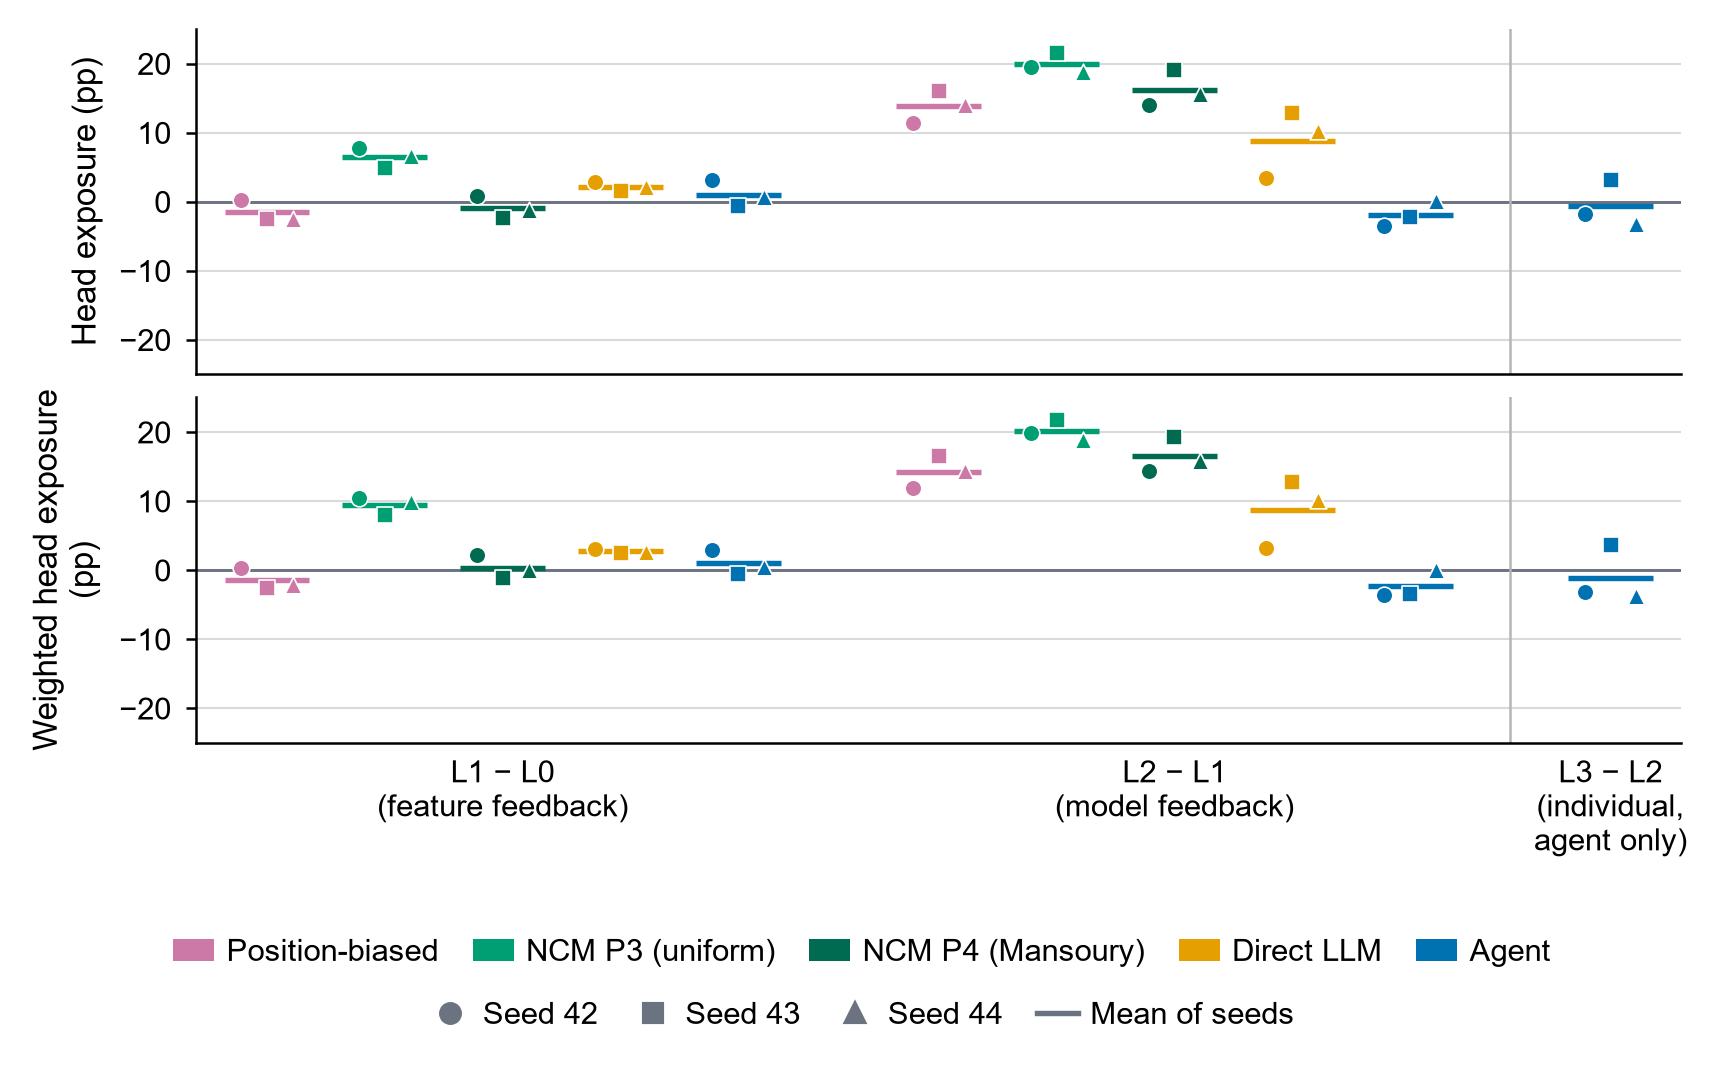 Head exposure (pp)
20
10
0
−10
−20
Weighted head exposure
(pp)
20
10
0
−10
−20
L1 − L0
(feature feedback)
L2 − L1
(model feedback)
L3 − L2
(individual,
agent only)
Position-biased
NCM P3 (uniform)
NCM P4 (Mansoury)
Direct LLM
Agent
Seed 42
Seed 43
Seed 44
Mean of seeds